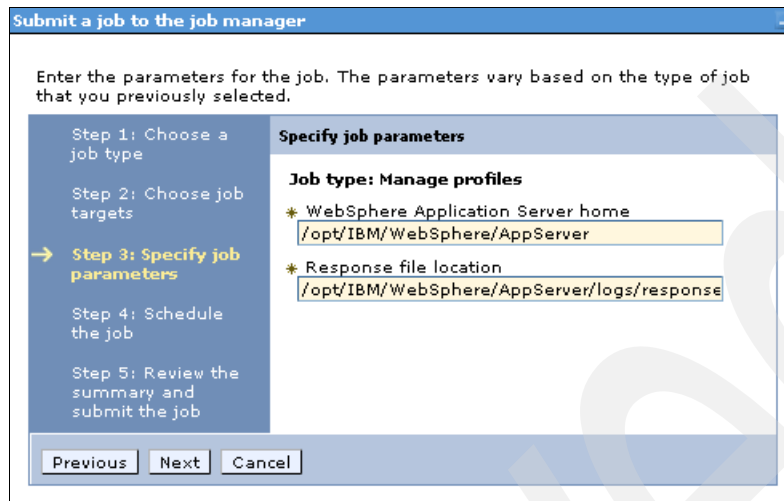 Submit a job to the job manager
Enter the parameters for the job. The parameters vary based on the type of job
that you previously selected.
Step 1: Choose a
job type
Step 2: Choose job
targets
→ Step 3: Specify job
parameters
Step 4: Schedule
the job
Step 5: Review the
summary and
submit the job
Specify job parameters
Job type: Manage profiles
* WebSphere Application Server home
/opt/IBM/WebSphere/AppServer
* Response file location
/opt/IBM/WebSphere/AppServer/logs/response
Previous Next Cancel